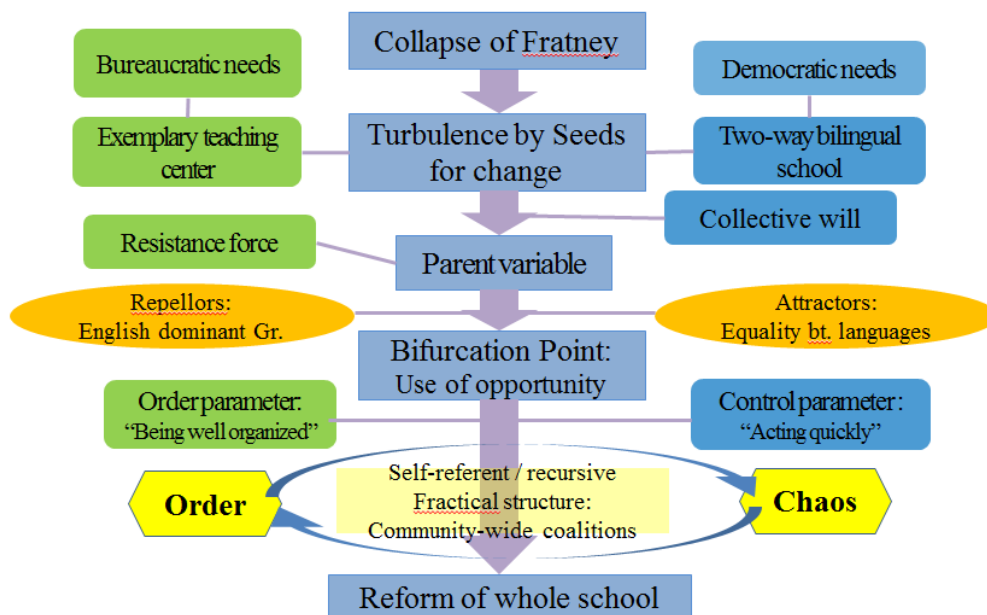 Collapse of Fratney
Bureaucratic needs
Democratic needs
Exemplary teaching
center
Turbulence by Seeds
for change
Two-way bilingual
school
Collective will
Resistance force
Parent variable
Repellors:
English dominant Gr.
Attractors:
Equality bt. languages
Bifurcation Point:
Use of opportunity
Order parameter:
“Being well organized”
Control parameter :
“Acting quickly”
Order
Self-referent / recursive
Fractical structure:
Community-wide coalitions
Chaos
Reform of whole school